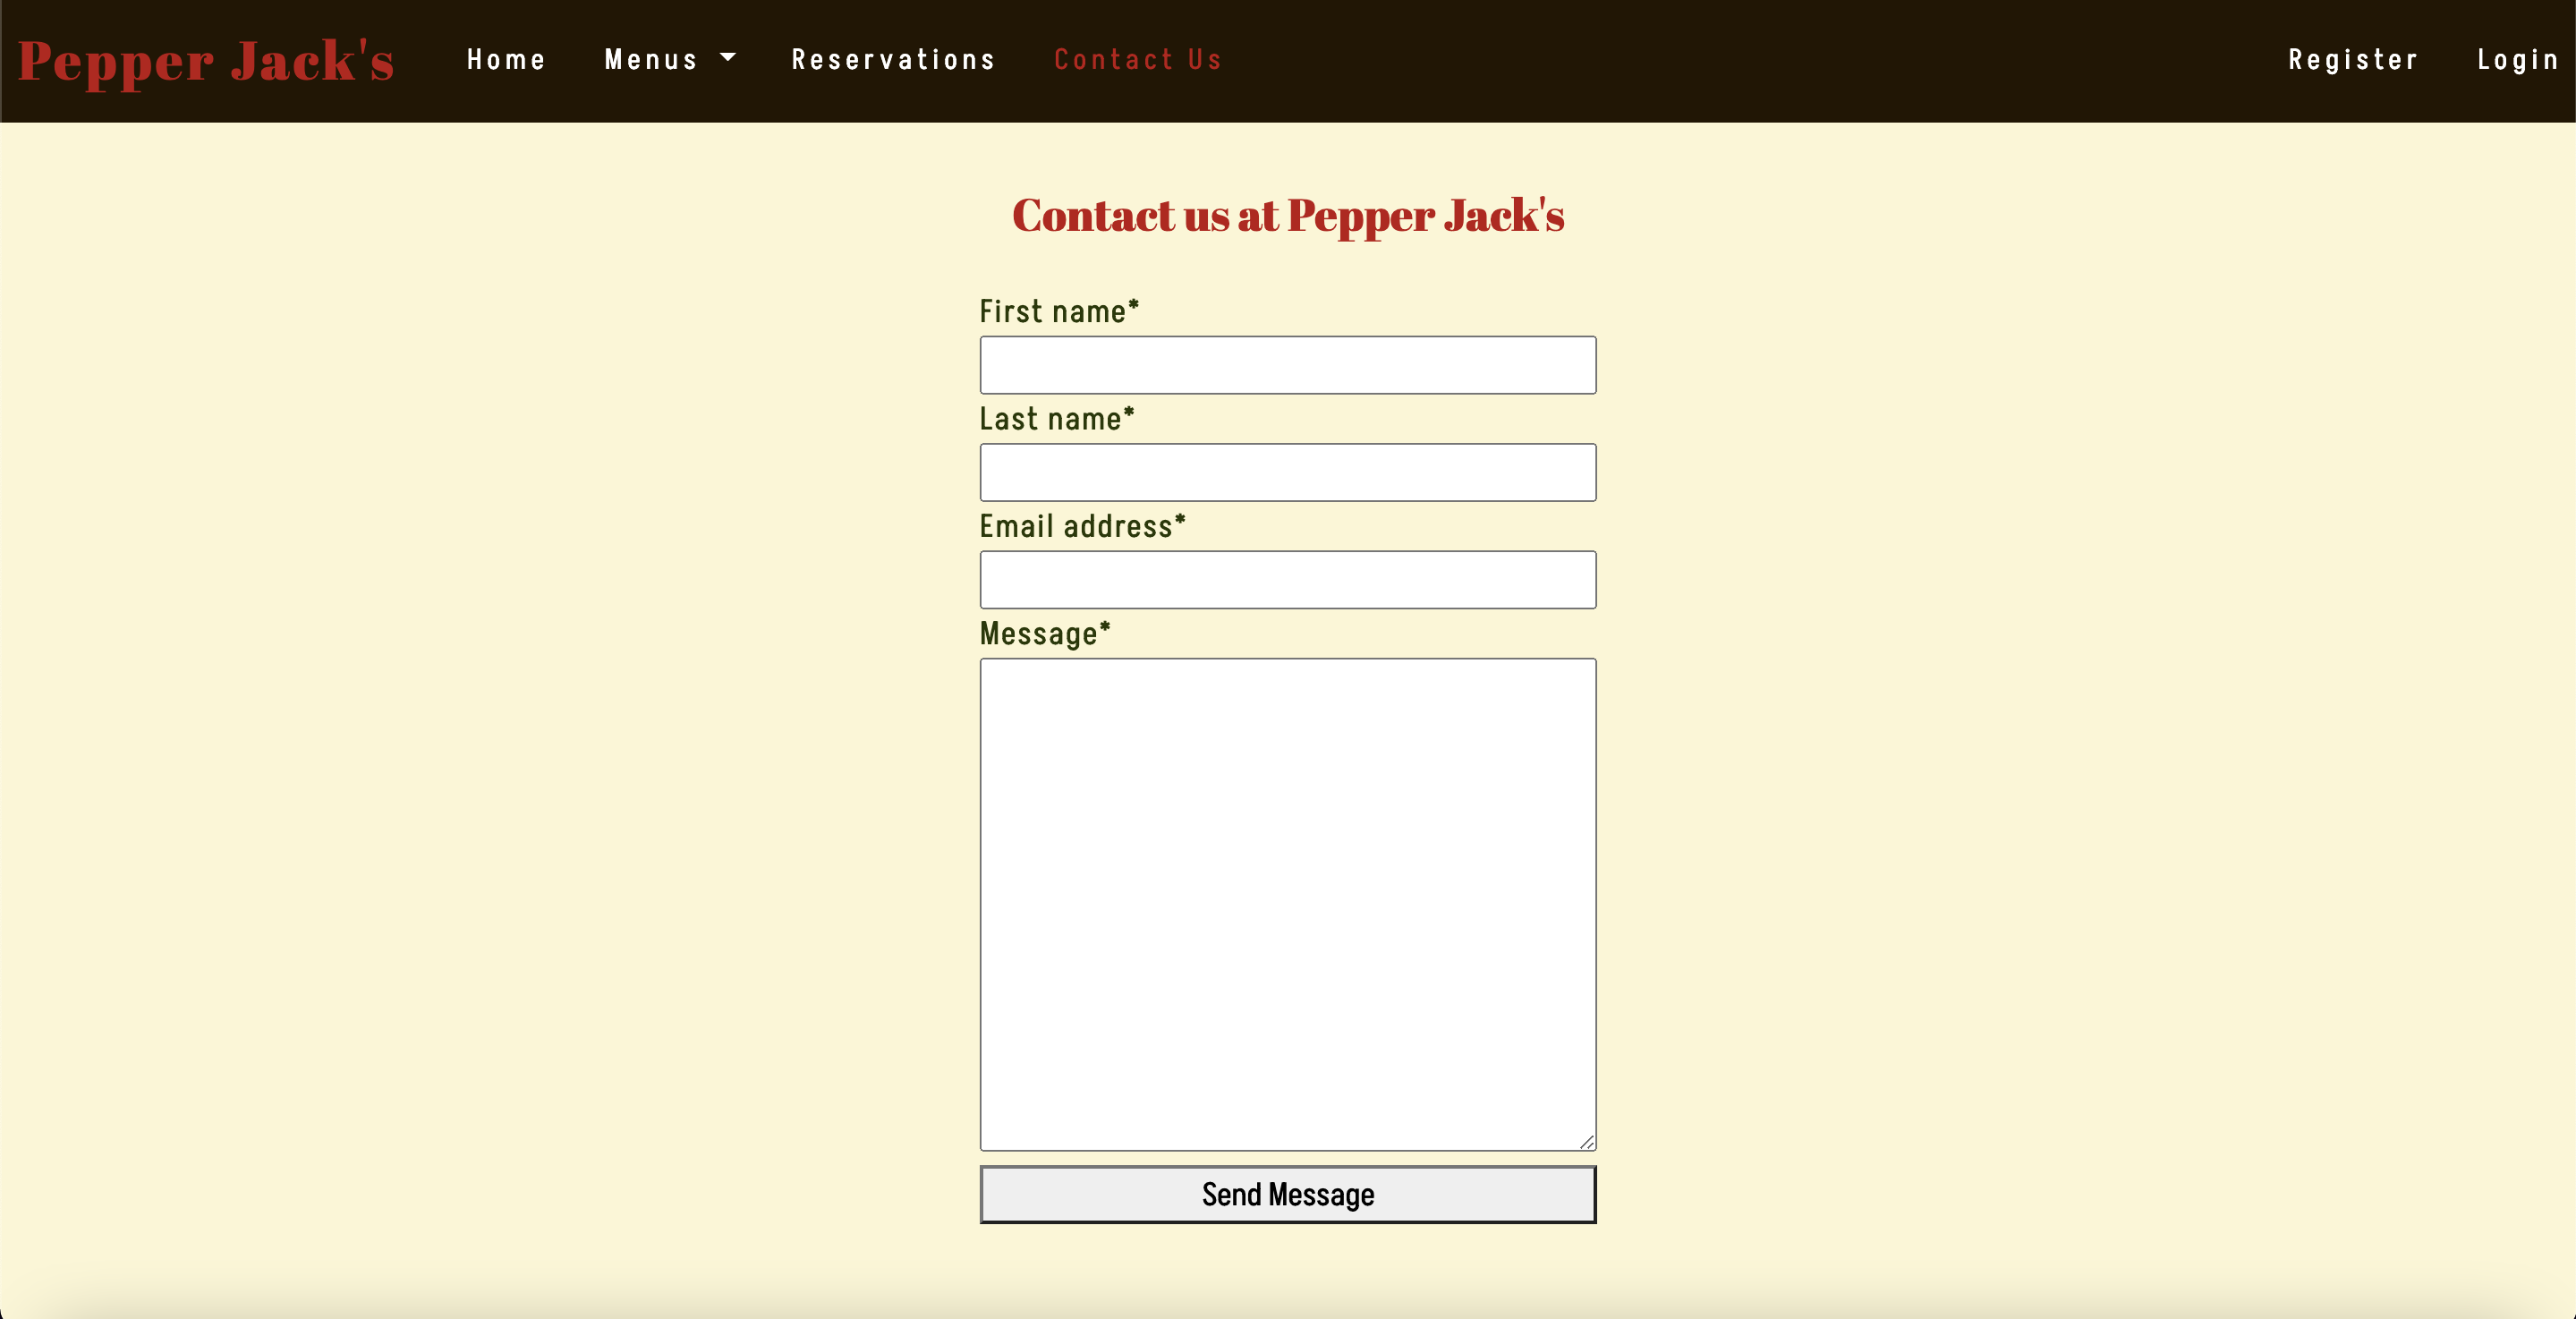 Pepper Jack's Home Menus Reservations Contact Us Register Login
Contact us at Pepper Jack's
First name*
Last name*
Email address*
Message*
Send Message